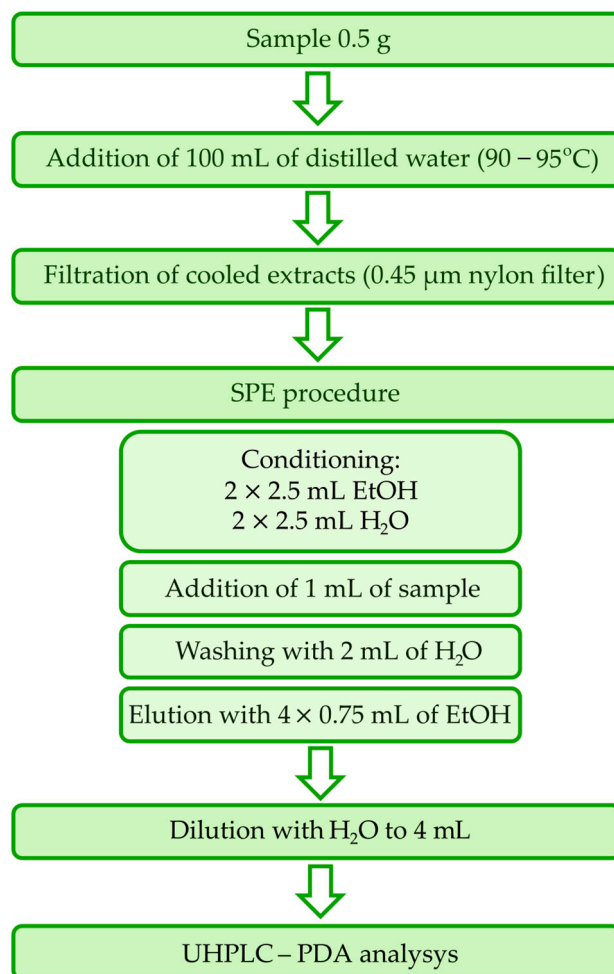 Sample 0.5 g
Addition of 100 mL of distilled water (90 – 95°C)
Filtration of cooled extracts (0.45 µm nylon filter)
SPE procedure
Conditioning:
2 × 2.5 mL EtOH
2 × 2.5 mL H₂O
Addition of 1 mL of sample
Washing with 2 mL of H₂O
Elution with 4 × 0.75 mL of EtOH
Dilution with H₂O to 4 mL
UHPLC – PDA analysys